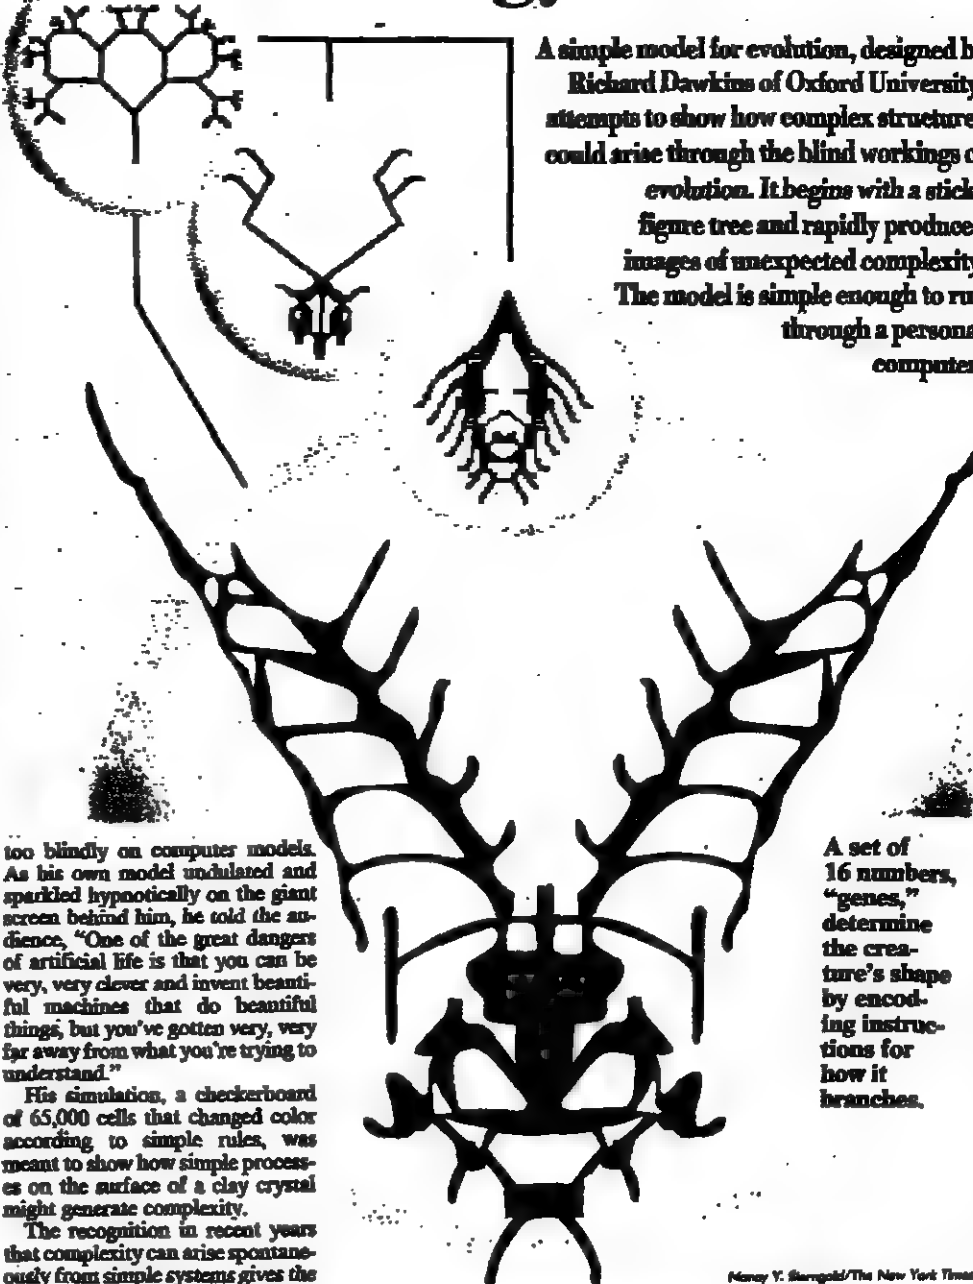 A simple model for evolution, designed b
Richard Dawkins of Oxford University
attempts to show how complex structure
could arise through the blind workings o
evolution. It begins with a stick
figure tree and rapidly produce
images of unexpected complexity
The model is simple enough to ru
through a persona
computer
too blindly on computer models.
As his own model undulated and
sparkled hypnotically on the giant
screen behind him, he told the au-
dience, “One of the great dangers
of artificial life is that you can be
very, very clever and invent beauti-
ful machines that do beautiful
things, but you’ve gotten very, very
far away from what you’re trying to
understand.”
His simulation, a checkerboard
of 65,000 cells that changed color
according to simple rules, was
meant to show how simple process-
es on the surface of a clay crystal
might generate complexity.
The recognition in recent years
that complexity can arise spontane-
ously from simple systems gives the
A set of
16 numbers,
“genes,”
determine
the crea-
ture’s shape
by encod-
ing instruc-
tions for
how it
branches.
Nancy Y. Sterngold/The New York Times